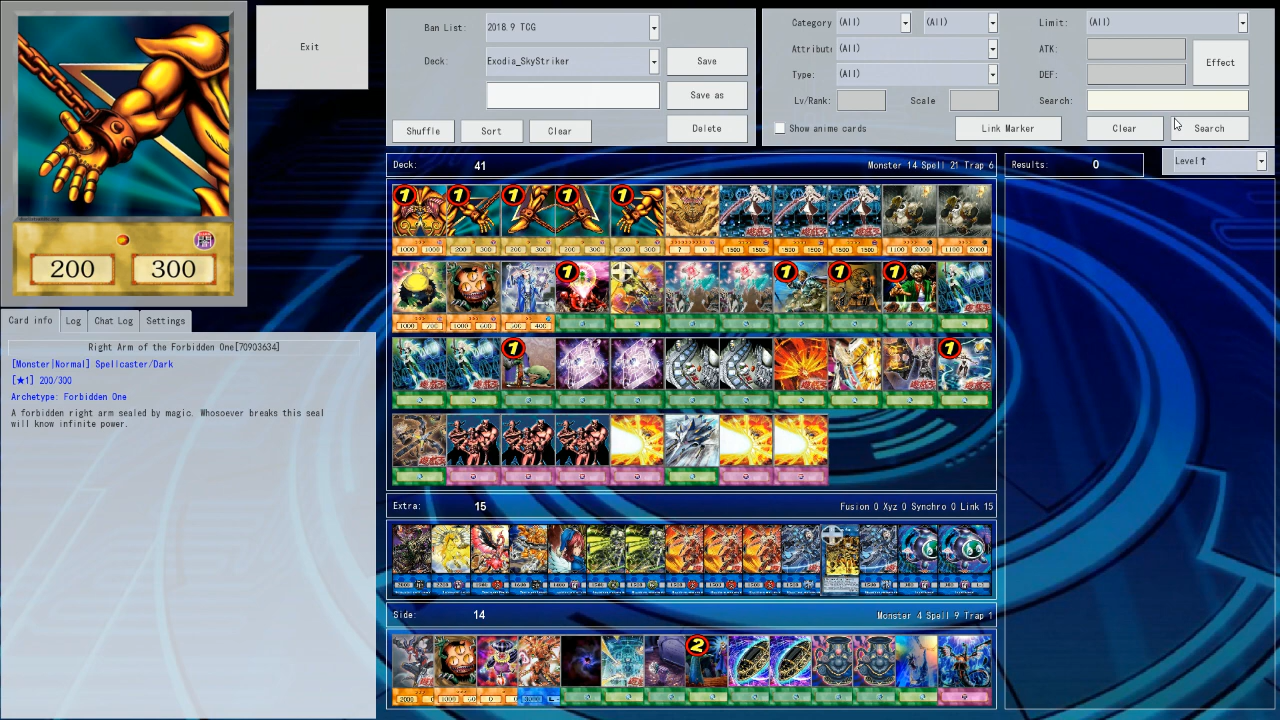 Exit
200
300
Card info
Log
Chat Log
Settings
Right Arm of the Forbidden One[70903634]
[Monster|Normal] Spellcaster/Dark
[★1] 200/300
Archetype: Forbidden One
A forbidden right arm sealed by magic. Whosoever breaks this seal
will know infinite power.
Ban List:
2018.9 TCG
Deck:
Exodia_SkyStriker
Save
Save as
Shuffle
Sort
Clear
Delete
Category
(All)
(All)
Limit:
(All)
Attribute
(All)
ATK:
Effect
Type:
(All)
DEF:
Lv/Rank:
Scale
Search:
Show anime cards
Link Marker
Clear
Search
Deck:
41
Monster 14 Spell 21 Trap 6
Results:
0
Level↑
Extra:
15
Fusion 0 Xyz 0 Synchro 0 Link 15
Side:
14
Monster 4 Spell 9 Trap 1